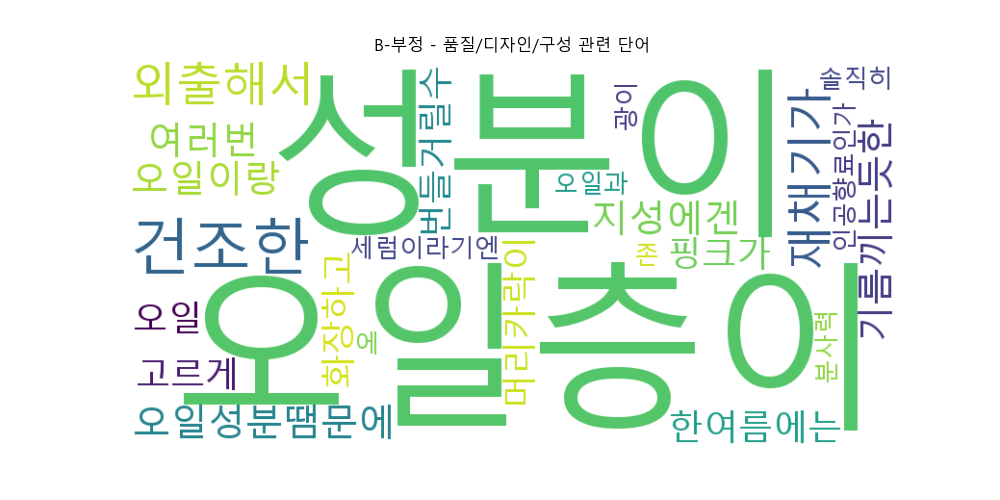 B-부정 - 품질/디자인/구성 관련 단어
외출해서
성분이
번들거릴수
광이
솔직히
여러번
오일이랑
오일과
지성에겐
재채기가
인공향료인가
기름끼는듯한
건조한
세럼이라기엔
존
핑크가
오일
오일층이
화장하고
올
머리카락이
분사력
고르게
오일성분땜문에
한여름에는